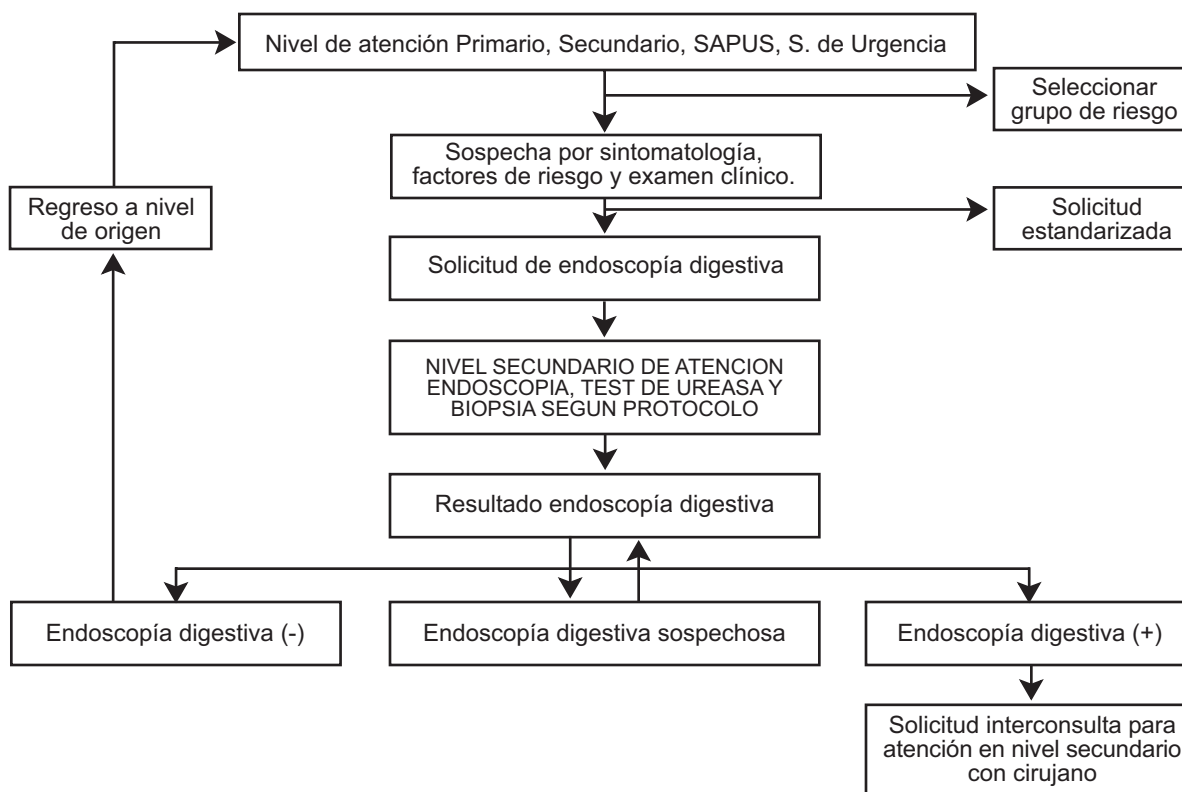 Nivel de atención Primario, Secundario, SAPUS, S. de Urgencia
Seleccionar
grupo de riesgo
Sospecha por sintomatología,
factores de riesgo y examen clínico.
Regreso a nivel
de origen
Solicitud
estandarizada
Solicitud de endoscopía digestiva
NIVEL SECUNDARIO DE ATENCION
ENDOSCOPIA, TEST DE UREASA Y
BIOPSIA SEGUN PROTOCOLO
Resultado endoscopía digestiva
Endoscopía digestiva (-)
Endoscopía digestiva sospechosa
Endoscopía digestiva (+)
Solicitud interconsulta para
atención en nivel secundario
con cirujano